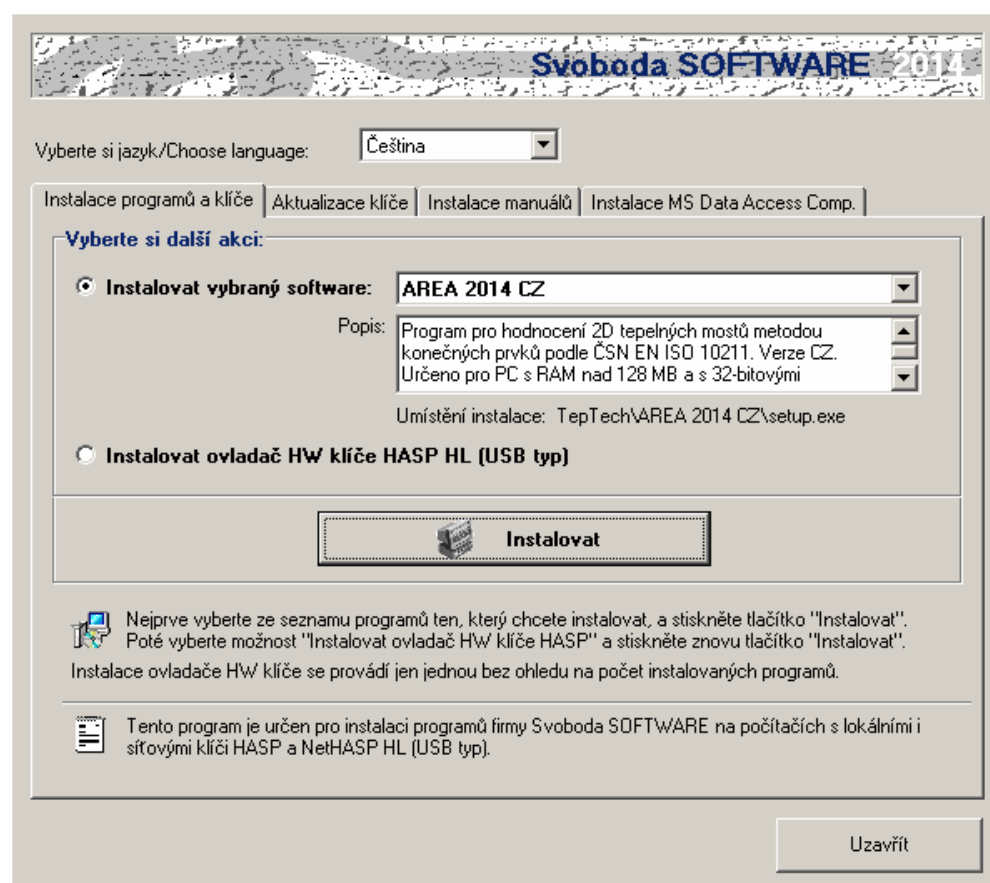 Svoboda SOFTWARE 2014
Vyberte si jazyk/Choose language: Čeština
Instalace programů a klíče Aktualizace klíče Instalace manuálů Instalace MS Data Access Comp.
Vyberte si další akci:
Instalovat vybraný software: AREA 2014 CZ
Popis: Program pro hodnocení 2D tepelných mostů metodou
konečných prvků podle ČSN EN ISO 10211. Verze CZ.
Určeno pro PC s RAM nad 128 MB a s 32-bitovými
Umístění instalace: TepTech\AREA 2014 CZ\setup.exe
Instalovat ovladač HW klíče HASP HL (USB typ)
Instalovat
Nejprve vyberte ze seznamu programů ten, který chcete instalovat, a stiskněte tlačítko "Instalovat".
Poté vyberte možnost "Instalovat ovladač HW klíče HASP" a stiskněte znovu tlačítko "Instalovat".
Instalace ovladače HW klíče se provádí jen jednou bez ohledu na počet instalovaných programů.
Tento program je určen pro instalaci programů firmy Svoboda SOFTWARE na počítačích s lokálními i
síťovými klíči HASP a NetHASP HL (USB typ).
Uzavřít